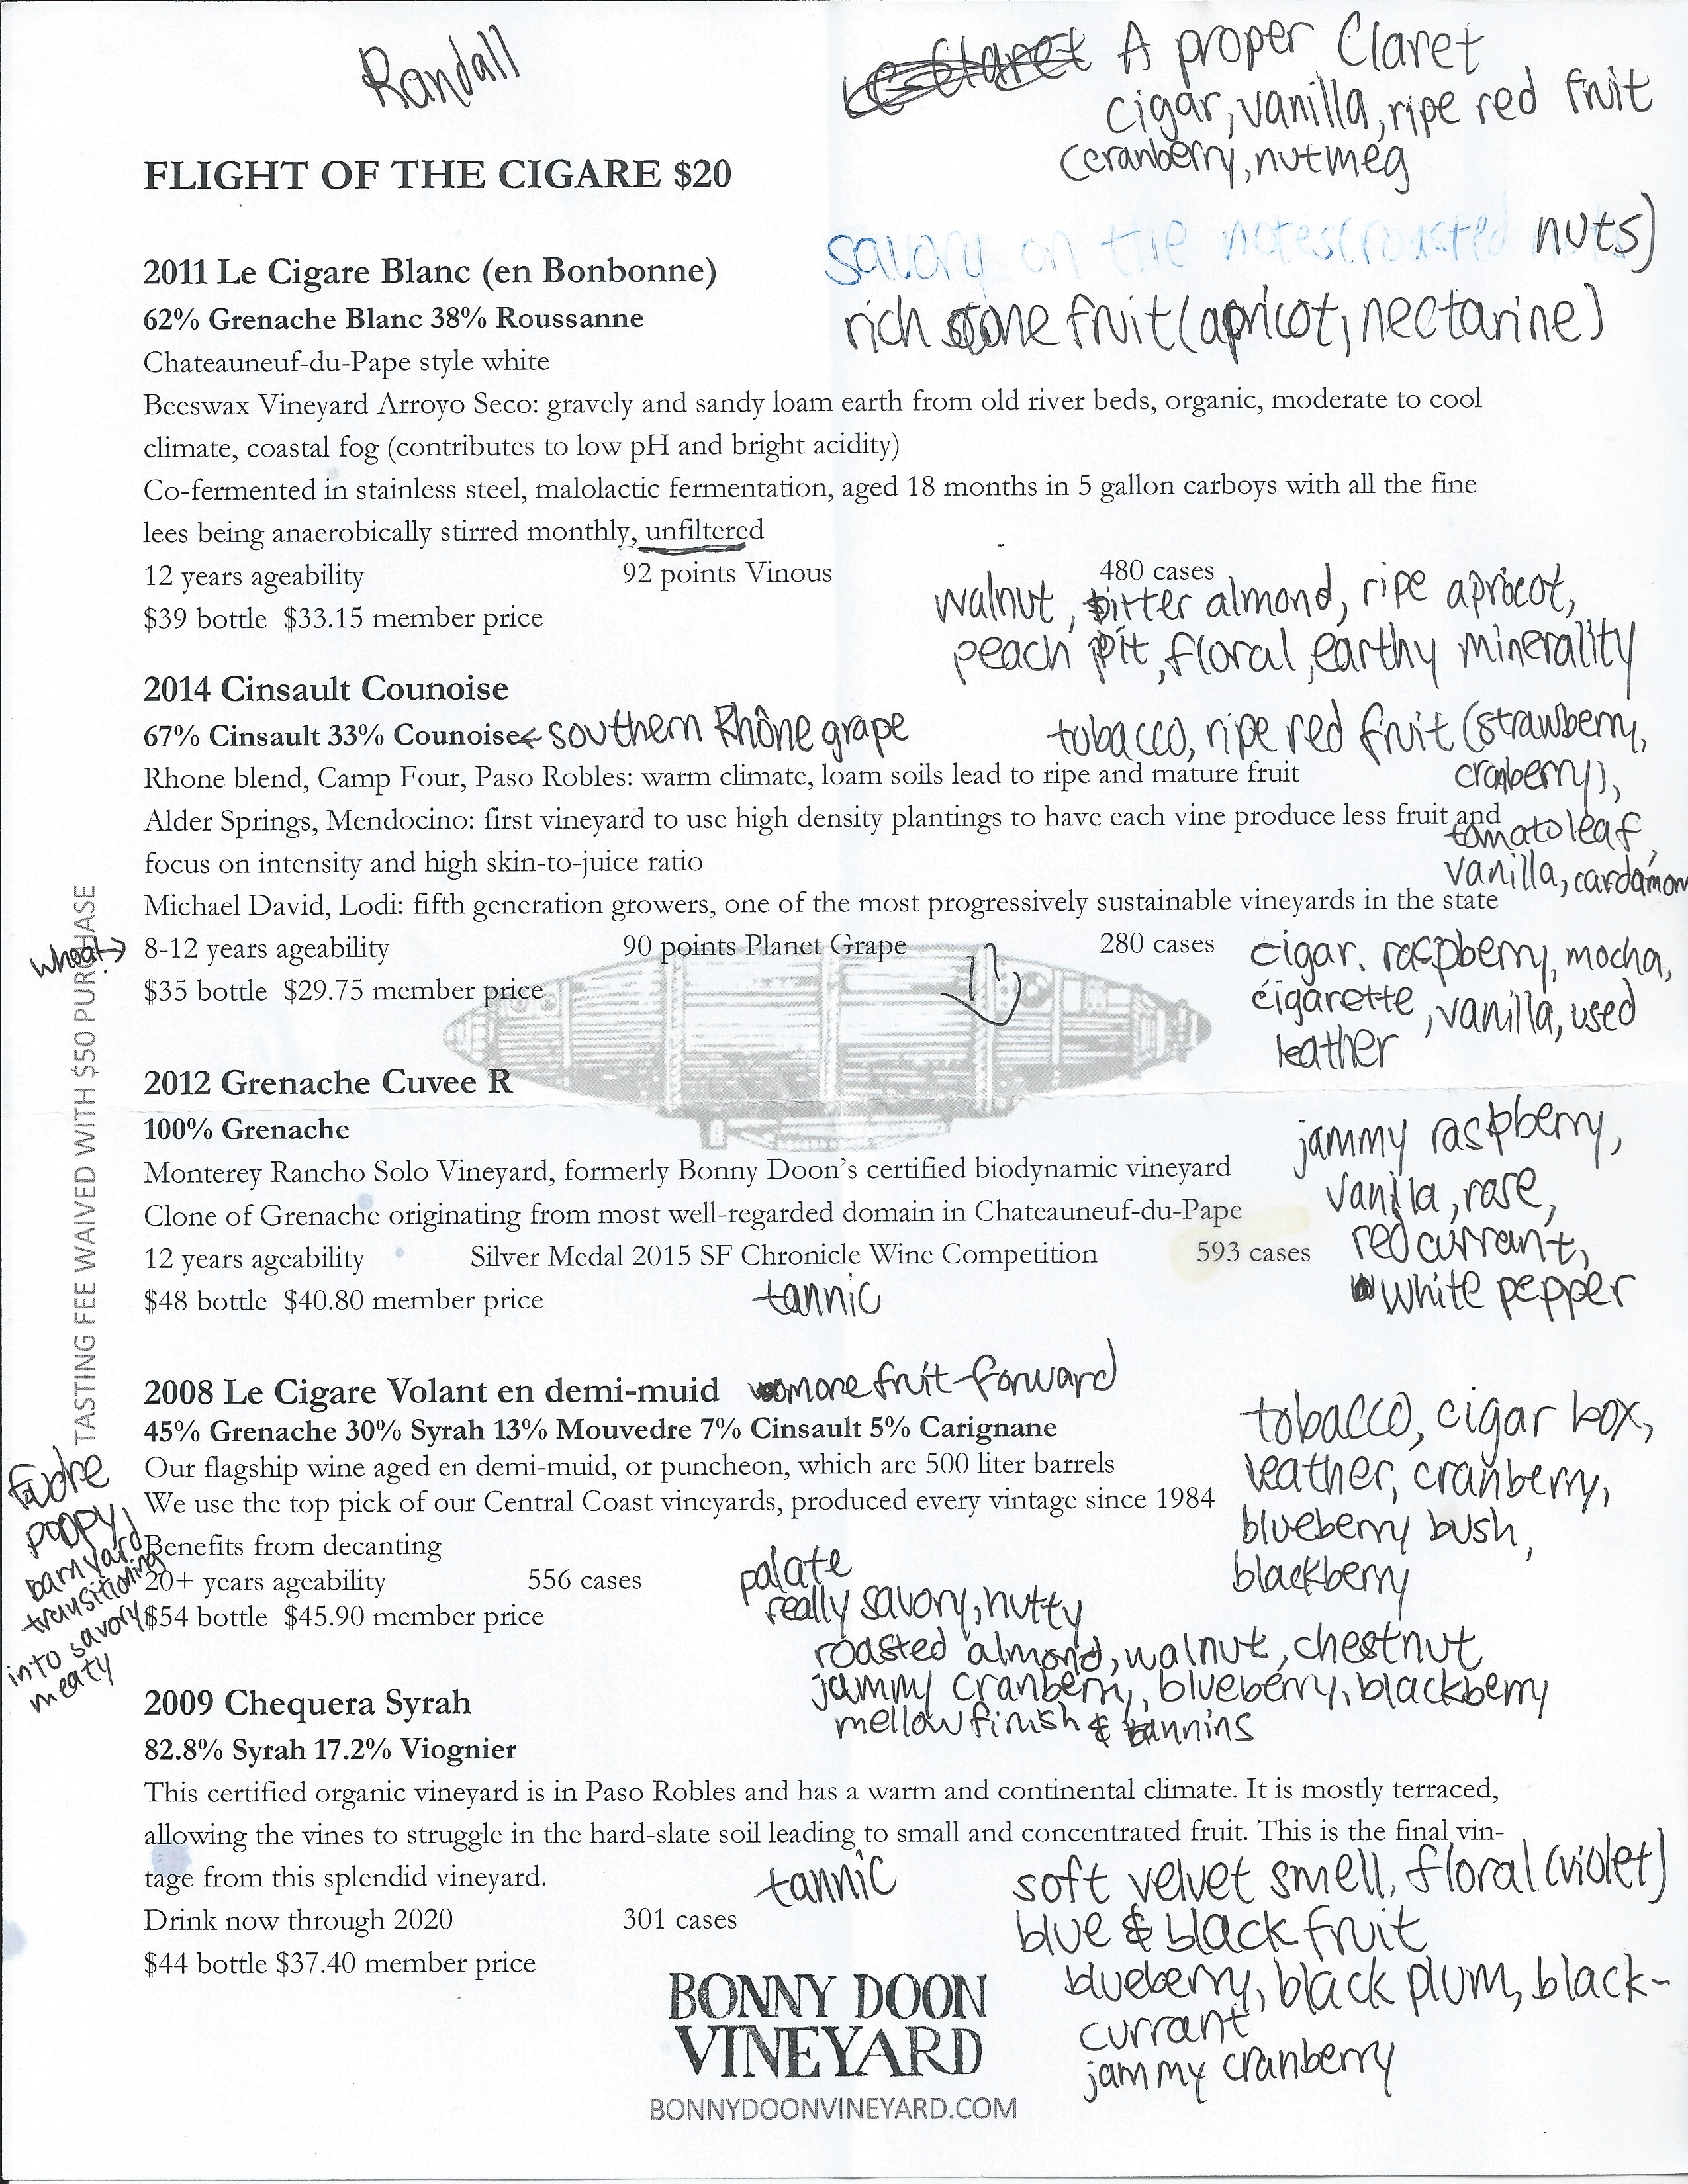 Randall
Le Claret A proper Claret
cigar, vanilla, ripe red fruit
(cranberry, nutmeg
FLIGHT OF THE CIGARE $20
savory on the notes (roasted nuts)
2011 Le Cigare Blanc (en Bonbonne)
rich stone fruit (apricot, nectarine)
62% Grenache Blanc 38% Roussanne
Chateauneuf-du-Pape style white
Beeswax Vineyard Arroyo Seco: gravely and sandy loam earth from old river beds, organic, moderate to cool
climate, coastal fog (contributes to low pH and bright acidity)
Co-fermented in stainless steel, malolactic fermentation, aged 18 months in 5 gallon carboys with all the fine
lees being anaerobically stirred monthly, unfiltered
12 years ageability 92 points Vinous 480 cases
$39 bottle $33.15 member price
walnut, bitter almond, ripe apricot,
peach pit, floral, earthy minerality
2014 Cinsault Counoise
67% Cinsault 33% Counoise < southern Rhône grape
tobacco, ripe red fruit (strawberry,
cranberry),
tomato leaf,
vanilla, cardamom
Rhone blend, Camp Four, Paso Robles: warm climate, loam soils lead to ripe and mature fruit
Alder Springs, Mendocino: first vineyard to use high density plantings to have each vine produce less fruit and
focus on intensity and high skin-to-juice ratio
Michael David, Lodi: fifth generation growers, one of the most progressively sustainable vineyards in the state
whoa! → 8-12 years ageability 90 points Planet Grape 280 cases
$35 bottle $29.75 member price
cigar, raspberry, mocha,
cigarette, vanilla, used
leather
2012 Grenache Cuvee R
100% Grenache
Monterey Rancho Solo Vineyard, formerly Bonny Doon's certified biodynamic vineyard
Clone of Grenache originating from most well-regarded domain in Chateauneuf-du-Pape
12 years ageability Silver Medal 2015 SF Chronicle Wine Competition 593 cases
$48 bottle $40.80 member price
tannic
jammy raspberry,
vanilla, rose,
red currant,
white pepper
2008 Le Cigare Volant en demi-muid more fruit-forward
45% Grenache 30% Syrah 13% Mouvedre 7% Cinsault 5% Carignane
Our flagship wine aged en demi-muid, or puncheon, which are 500 liter barrels
We use the top pick of our Central Coast vineyards, produced every vintage since 1984
Benefits from decanting
20+ years ageability 556 cases
$54 bottle $45.90 member price
tobacco, cigar box,
leather, cranberry,
blueberry bush,
blackberry
palate
really savory, nutty
roasted almond, walnut, chestnut
jammy cranberry, blueberry, blackberry
mellow finish & tannins
Fudre
poopy,
barnyard
transitioning
into savory,
meaty
2009 Chequera Syrah
82.8% Syrah 17.2% Viognier
This certified organic vineyard is in Paso Robles and has a warm and continental climate. It is mostly terraced,
allowing the vines to struggle in the hard-slate soil leading to small and concentrated fruit. This is the final vin-
tage from this splendid vineyard.
Drink now through 2020 301 cases
$44 bottle $37.40 member price
tannic
soft velvet smell, floral (violet)
blue & black fruit
blueberry, black plum, black-
currant
jammy cranberry
TASTING FEE WAIVED WITH $50 PURCHASE
BONNY DOON
VINEYARD
BONNYDOONVINEYARD.COM